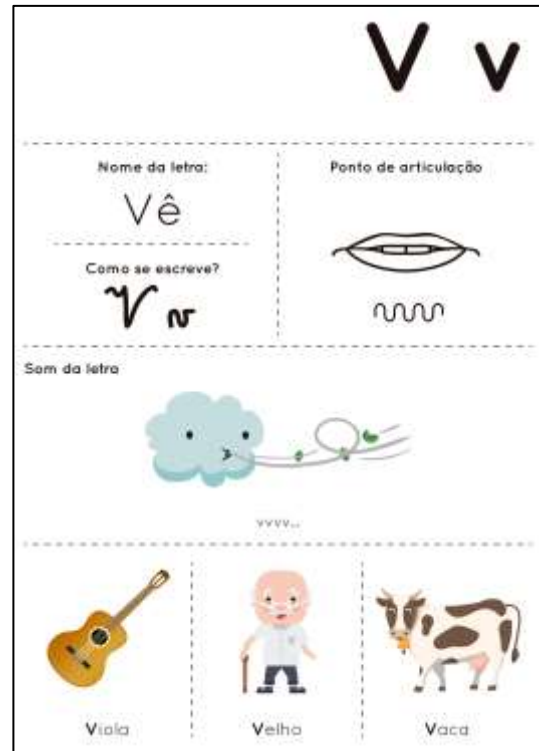 V v
Nome da letra:
Vê
Como se escreve?
V v
Ponto de articulação
Som da letra
vvvv...
Viola
Velho
Vaca